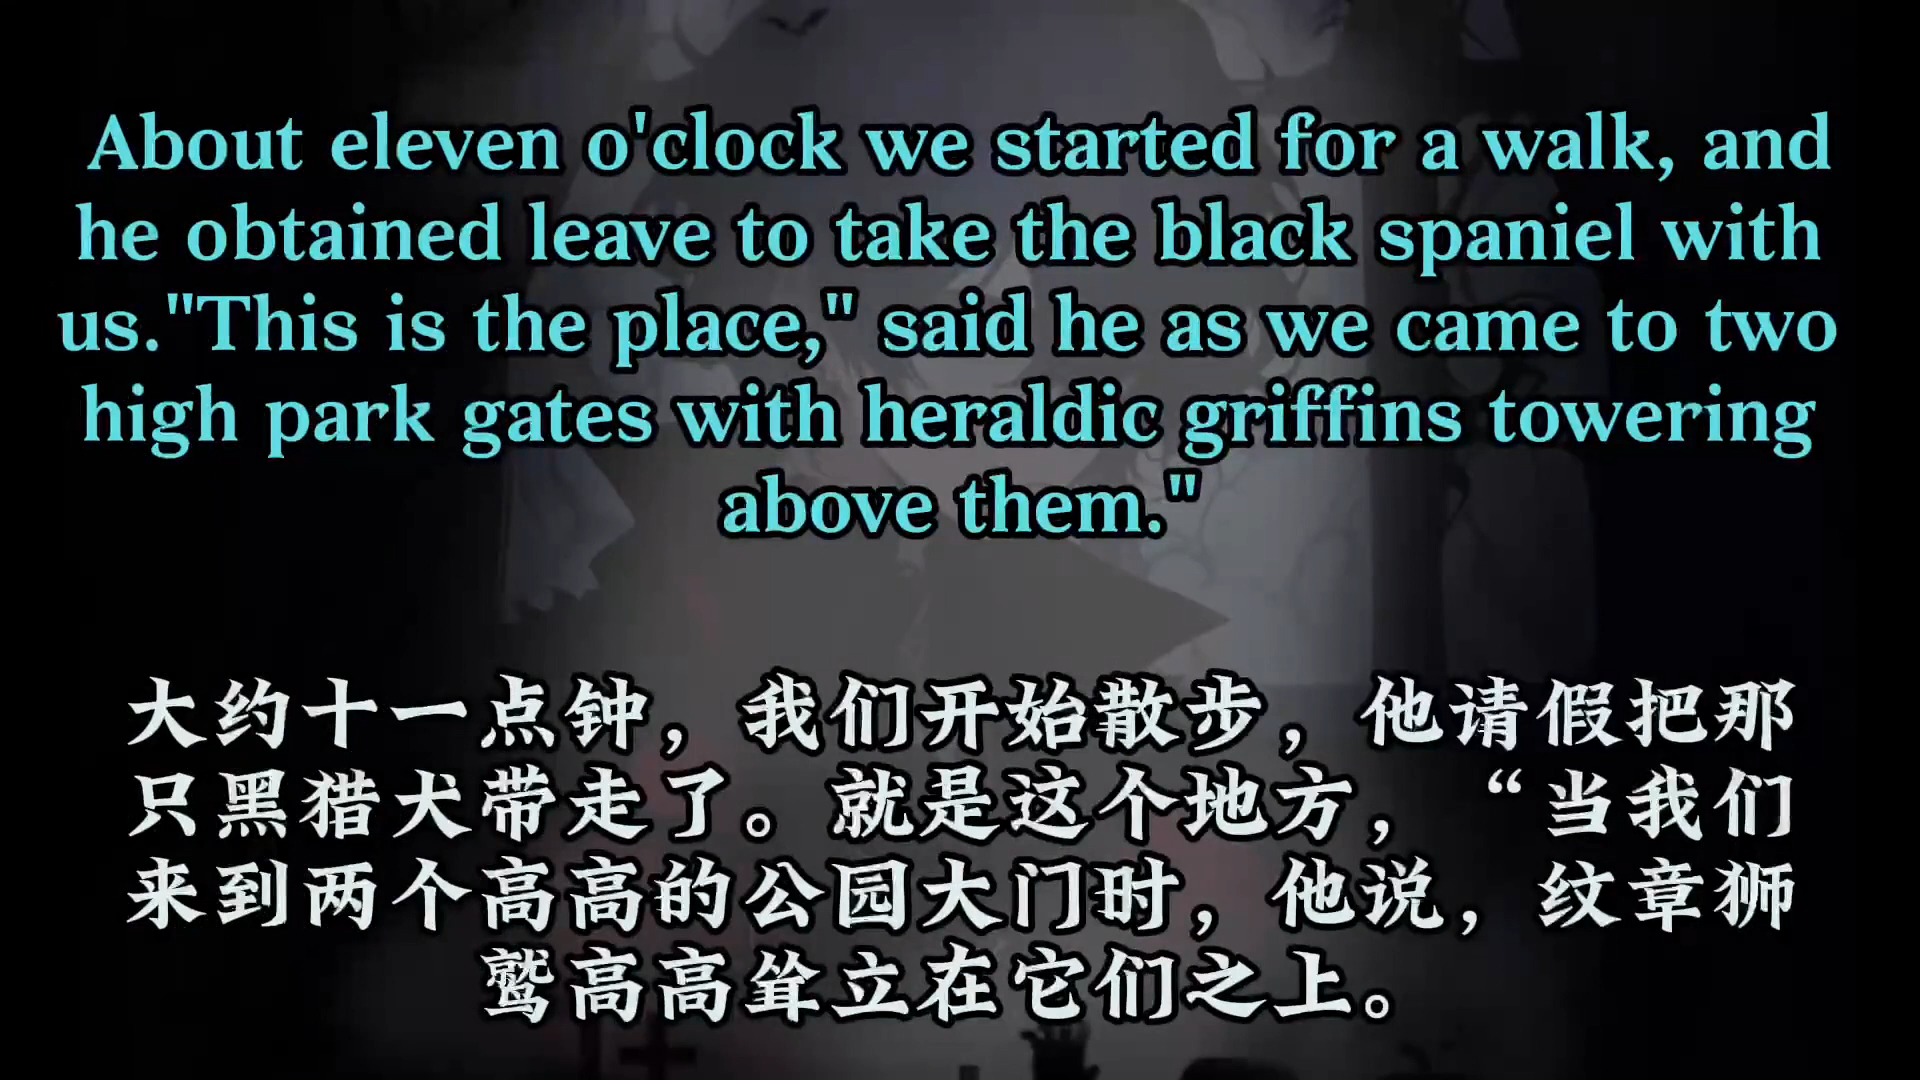 About eleven o'clock we started for a walk, and
he obtained leave to take the black spaniel with
us."This is the place," said he as we came to two
high park gates with heraldic griffins towering
above them."
大约十一点钟，我们开始散步，他请假把那
只黑猎犬带走了。就是这个地方，“当我们
来到两个高高的公园大门时，他说，纹章狮
鹫高高耸立在它们之上。